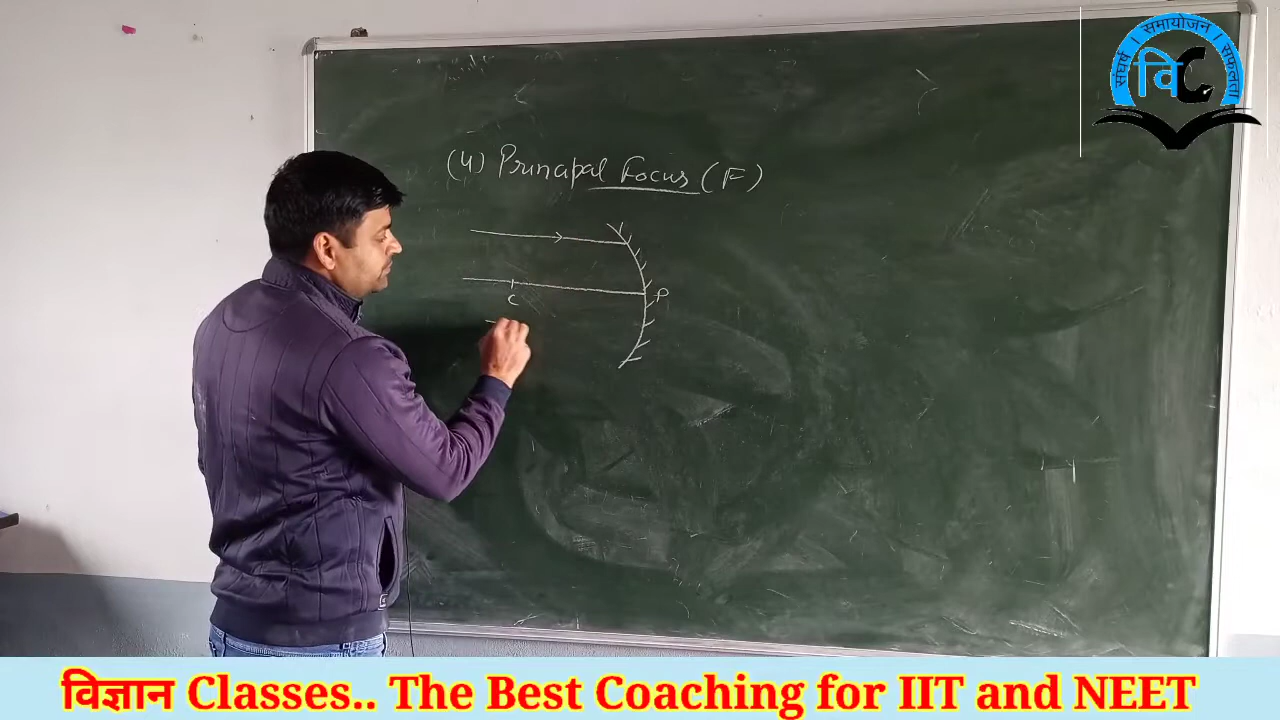 संघर्ष । समायोजन । सफलता
वि C
(4) Principal Focus (F)
C
P
विज्ञान Classes.. The Best Coaching for IIT and NEET